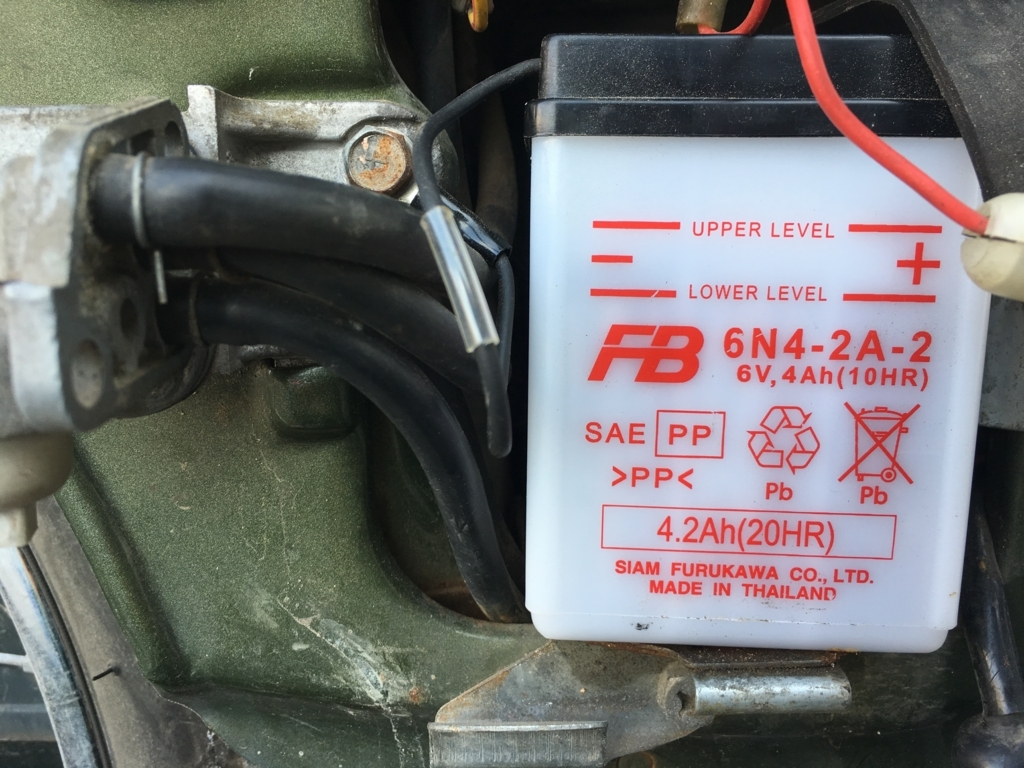 UPPER LEVEL
- +
LOWER LEVEL
FB 6N4-2A-2
6V, 4Ah(10HR)
SAE PP
>PP<
Pb Pb
4.2Ah(20HR)
SIAM FURUKAWA CO., LTD.
MADE IN THAILAND